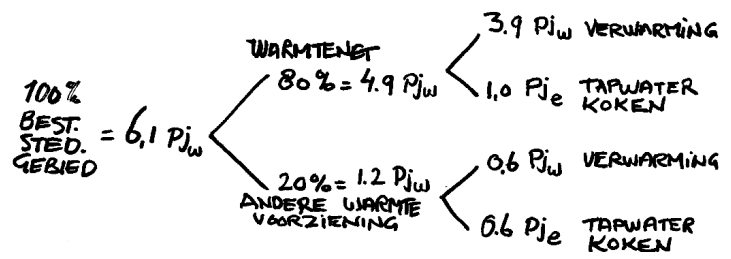 100%
BEST.
STED.
GEBIED
= 6,1 Pjw
WARMTENET
80% = 4.9 Pjw
3.9 Pjw VERWARMING
1,0 Pje TAPWATER
KOKEN
20% = 1.2 Pjw
ANDERE WARMTE
VOORZIENING
0.6 Pjw VERWARMING
0.6 Pje TAPWATER
KOKEN